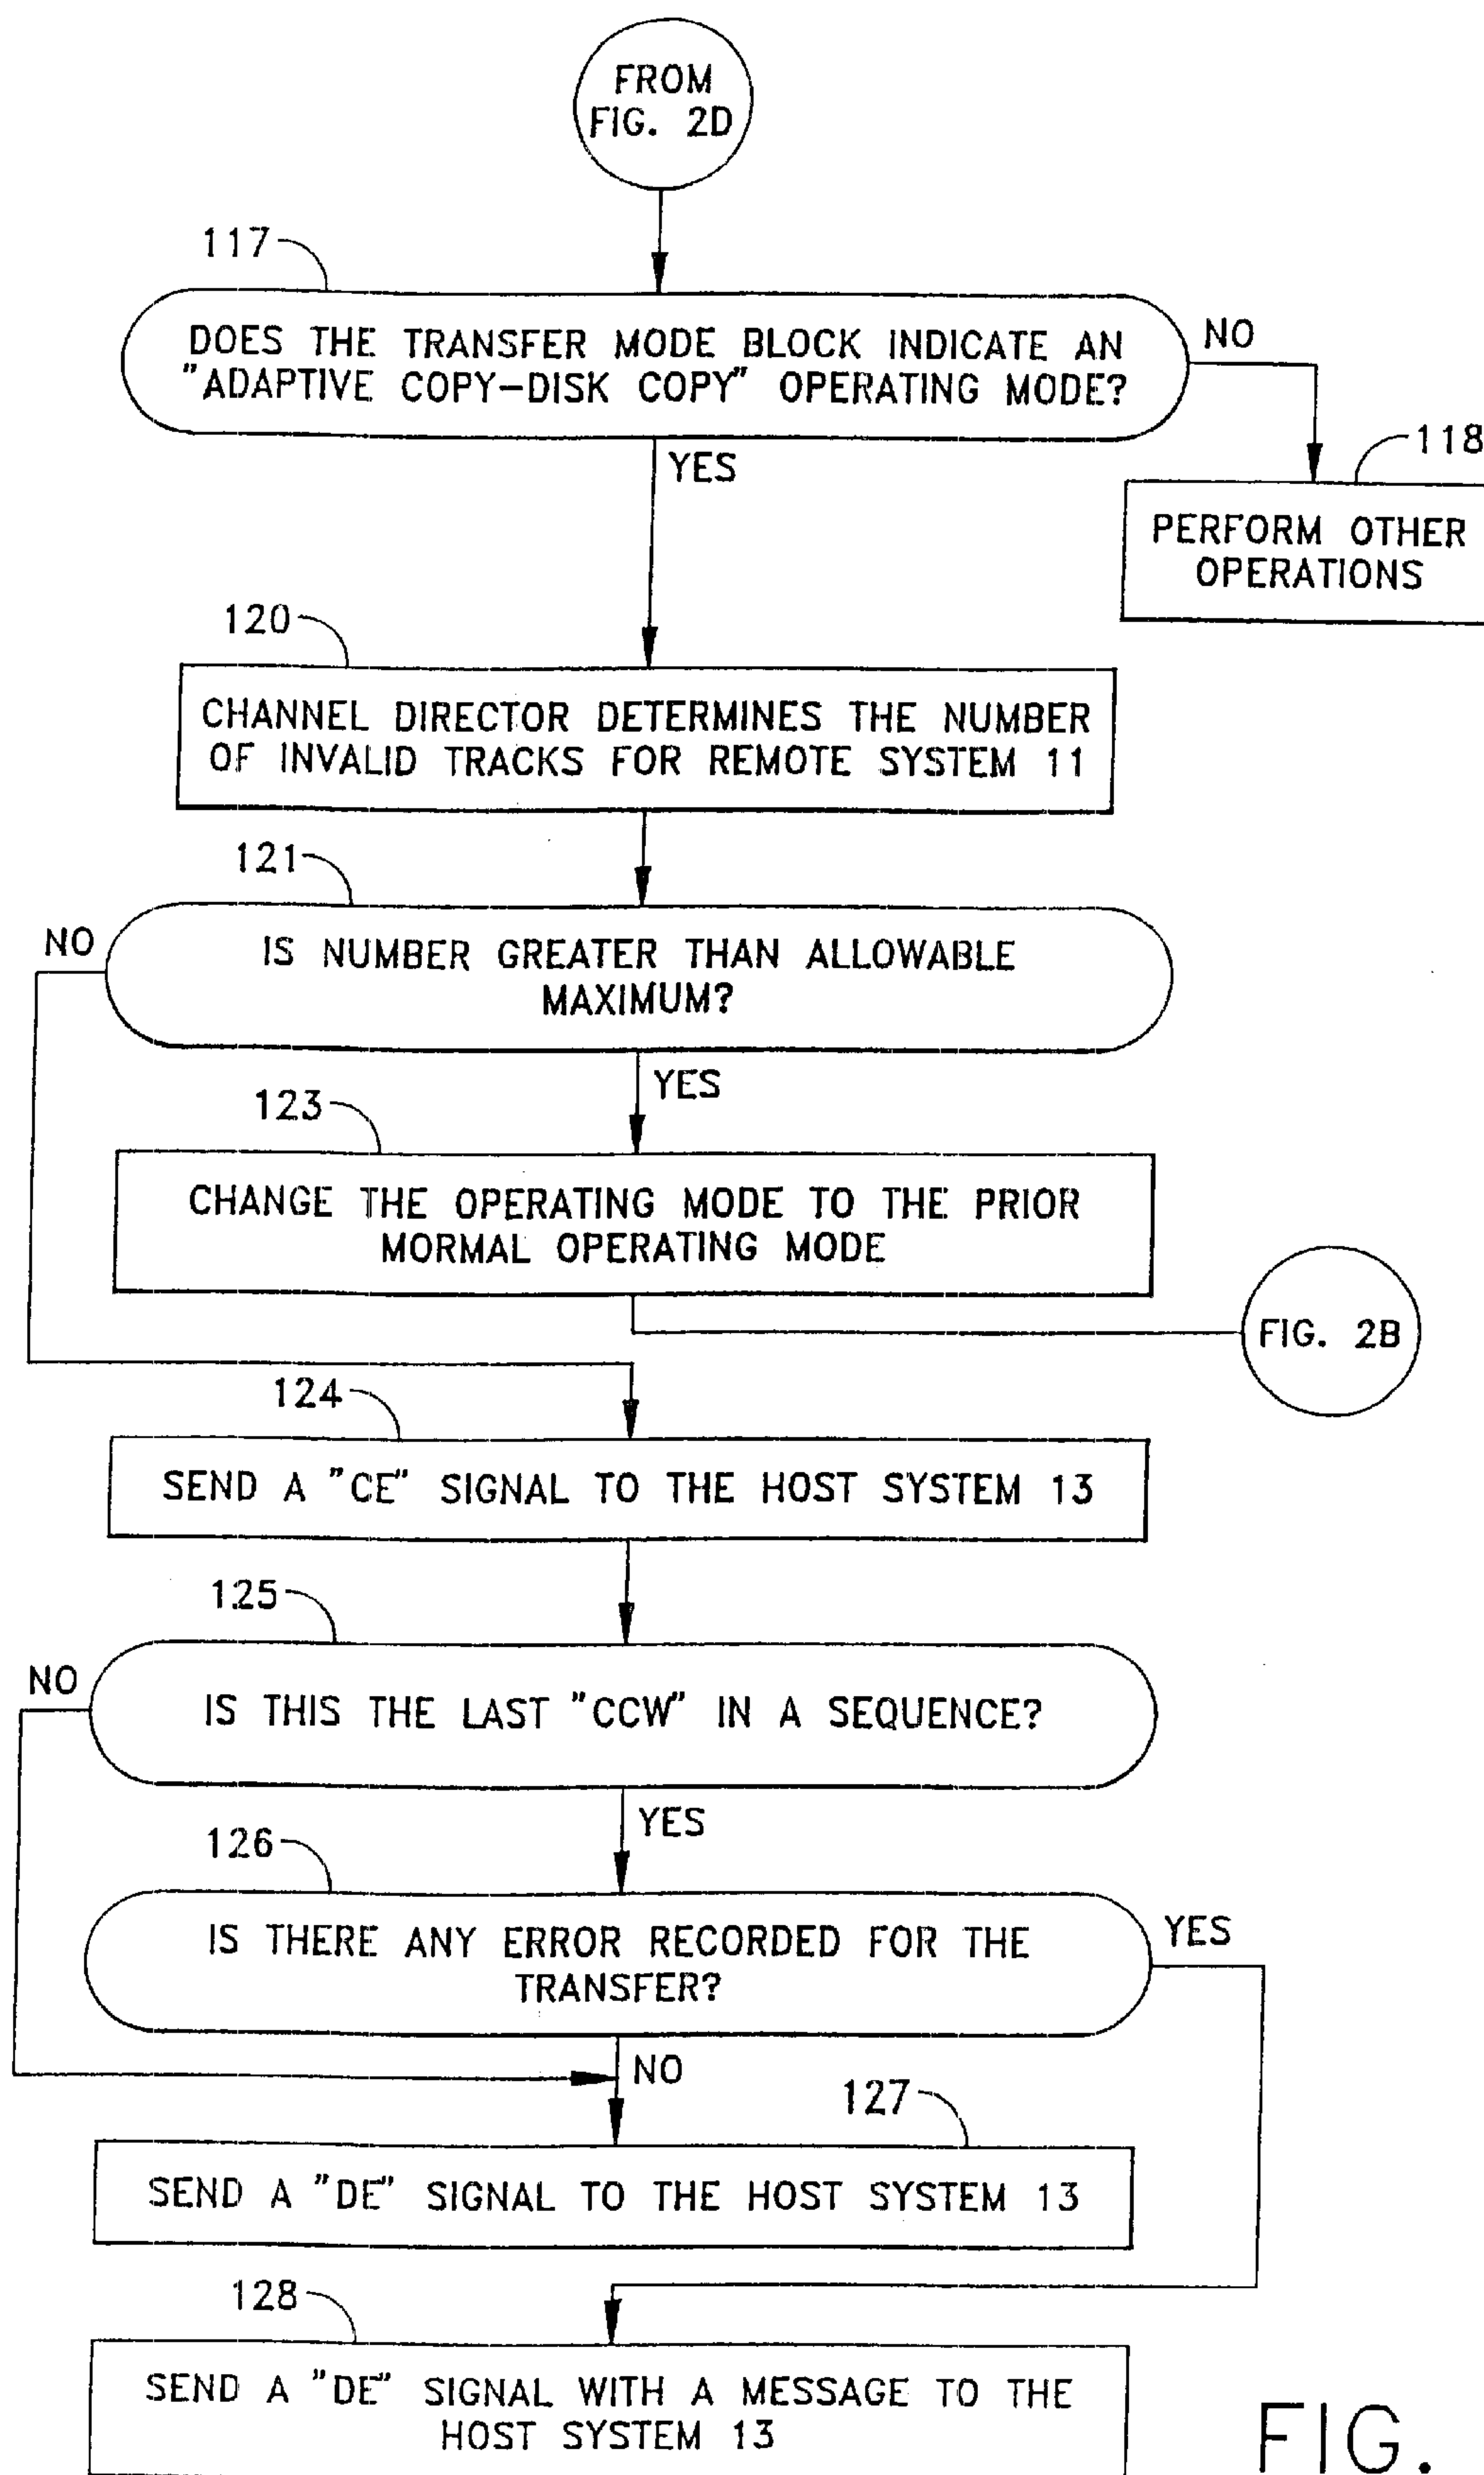 FROM
FIG. 2D
117
DOES THE TRANSFER MODE BLOCK INDICATE AN
"ADAPTIVE COPY-DISK COPY" OPERATING MODE?
NO
118
YES
PERFORM OTHER
OPERATIONS
120
CHANNEL DIRECTOR DETERMINES THE NUMBER
OF INVALID TRACKS FOR REMOTE SYSTEM 11
121
NO
IS NUMBER GREATER THAN ALLOWABLE
MAXIMUM?
YES
123
CHANGE THE OPERATING MODE TO THE PRIOR
MORMAL OPERATING MODE
FIG. 2B
124
SEND A "CE" SIGNAL TO THE HOST SYSTEM 13
125
NO
IS THIS THE LAST "CCW" IN A SEQUENCE?
YES
126
IS THERE ANY ERROR RECORDED FOR THE
TRANSFER?
YES
NO
127
SEND A "DE" SIGNAL TO THE HOST SYSTEM 13
128
SEND A "DE" SIGNAL WITH A MESSAGE TO THE
HOST SYSTEM 13
FIG.